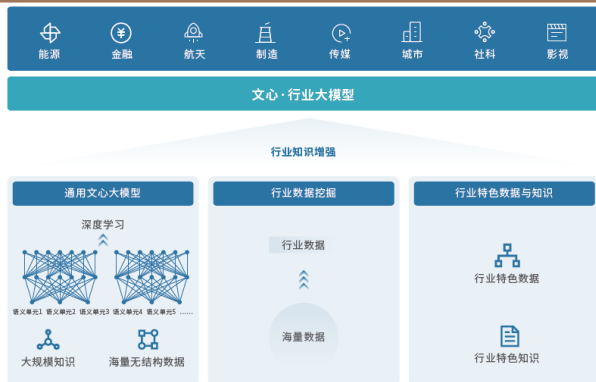 能源 金融 航天 制造 传媒 城市 社科 影视
文心·行业大模型
行业知识增强
通用文心大模型
深度学习
语义单元1 语义单元2 语义单元3 语义单元4 语义单元5 ......
大规模知识 海量无结构数据
行业数据挖掘
行业数据
海量数据
行业特色数据与知识
行业特色数据
行业特色知识